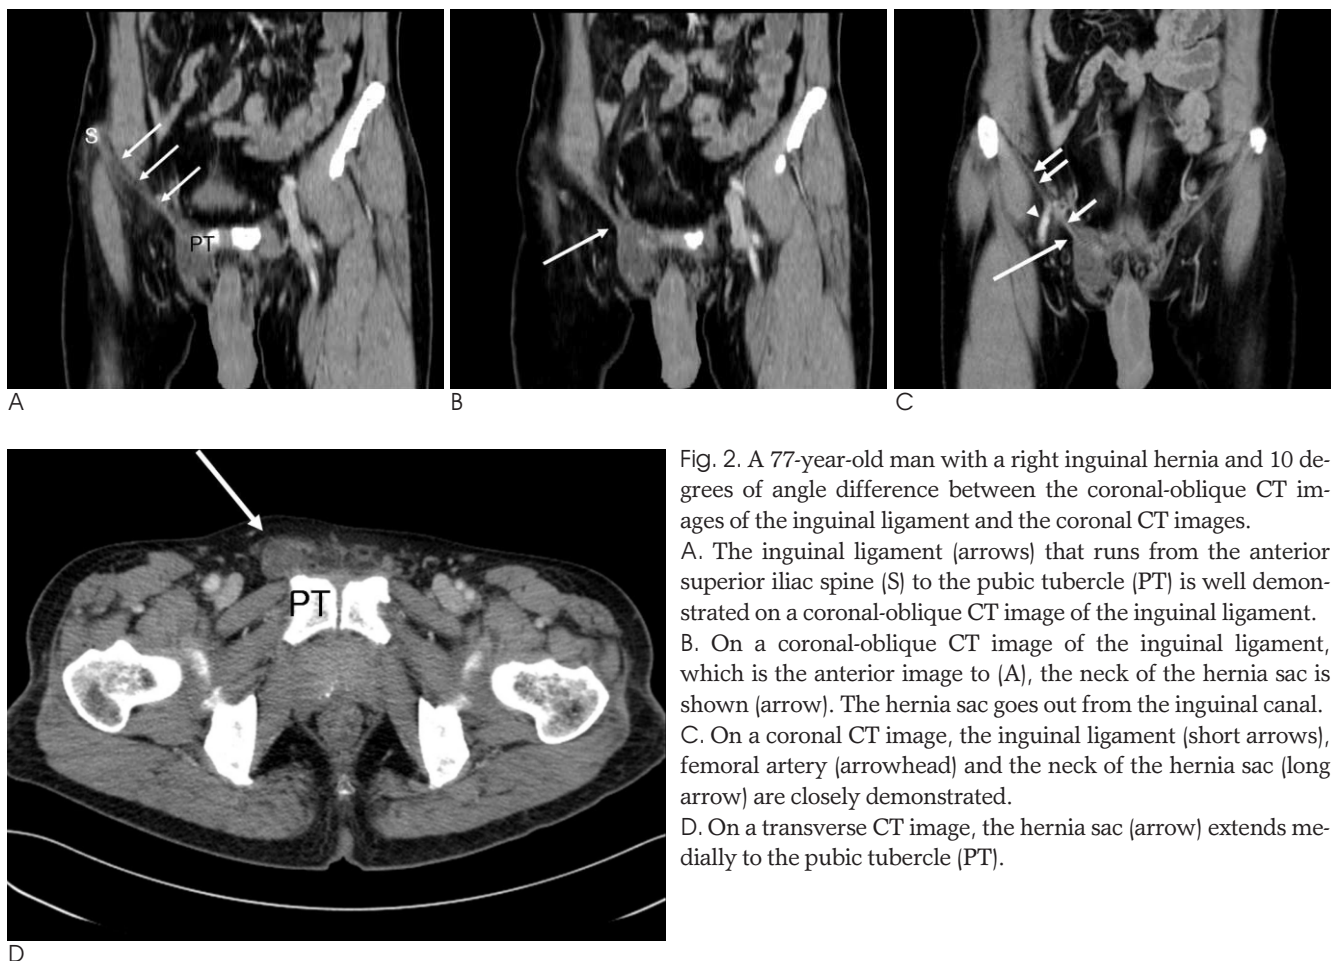 S
PT
A
B
C
PT
D
Fig. 2. A 77-year-old man with a right inguinal hernia and 10 de-
grees of angle difference between the coronal-oblique CT im-
ages of the inguinal ligament and the coronal CT images.
A. The inguinal ligament (arrows) that runs from the anterior
superior iliac spine (S) to the pubic tubercle (PT) is well demon-
strated on a coronal-oblique CT image of the inguinal ligament.
B. On a coronal-oblique CT image of the inguinal ligament,
which is the anterior image to (A), the neck of the hernia sac is
shown (arrow). The hernia sac goes out from the inguinal canal.
C. On a coronal CT image, the inguinal ligament (short arrows),
femoral artery (arrowhead) and the neck of the hernia sac (long
arrow) are closely demonstrated.
D. On a transverse CT image, the hernia sac (arrow) extends me-
dially to the pubic tubercle (PT).